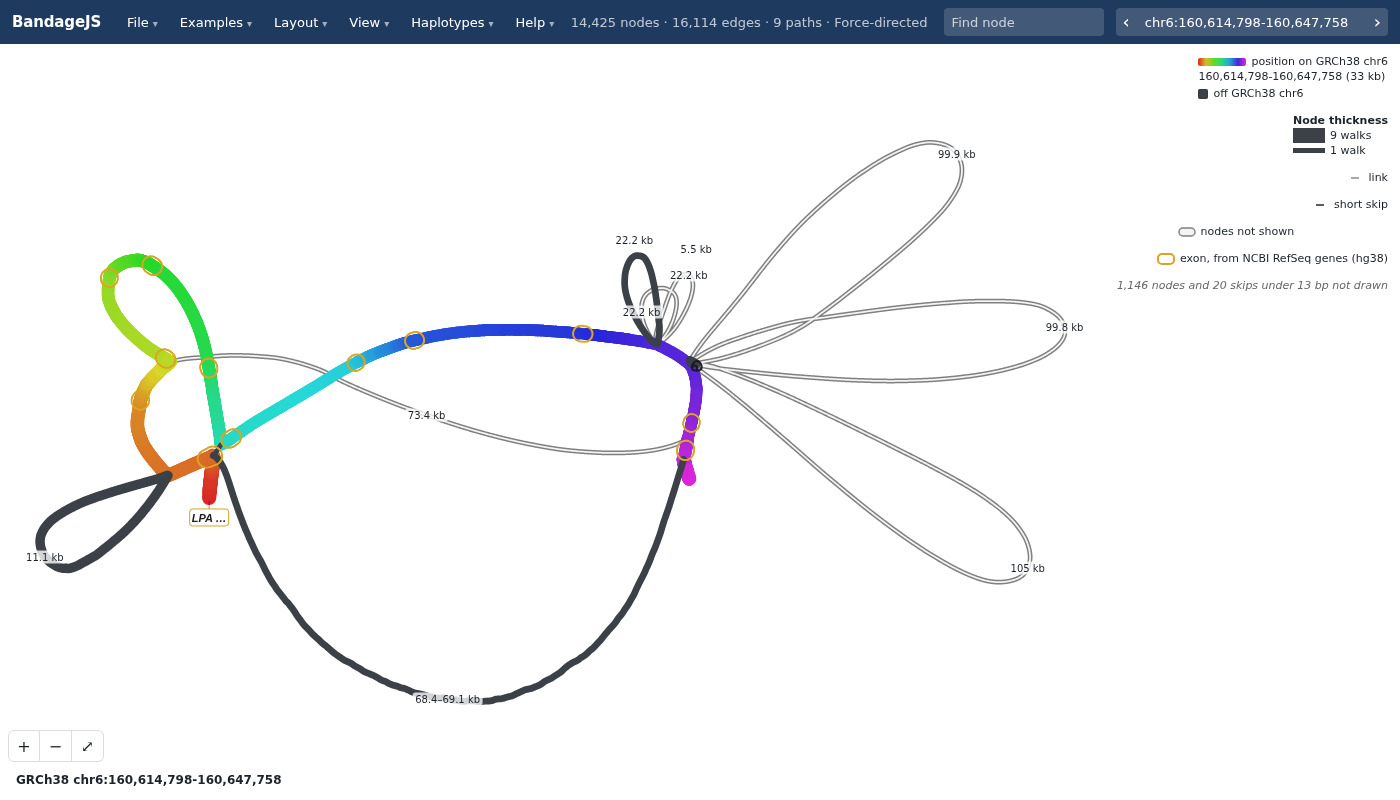 BandageJS File ▾ Examples ▾ Layout ▾ View ▾ Haplotypes ▾ Help ▾ 14,425 nodes · 16,114 edges · 9 paths · Force-directed Find node ‹ chr6:160,614,798-160,647,758 ›
position on GRCh38 chr6
160,614,798-160,647,758 (33 kb)
off GRCh38 chr6
Node thickness
9 walks
1 walk
link
short skip
nodes not shown
exon, from NCBI RefSeq genes (hg38)
1,146 nodes and 20 skips under 13 bp not drawn
99.9 kb
22.2 kb
5.5 kb
22.2 kb
22.2 kb
99.8 kb
73.4 kb
LPA ...
11.1 kb
105 kb
68.4–69.1 kb
+ − ⤢
GRCh38 chr6:160,614,798-160,647,758